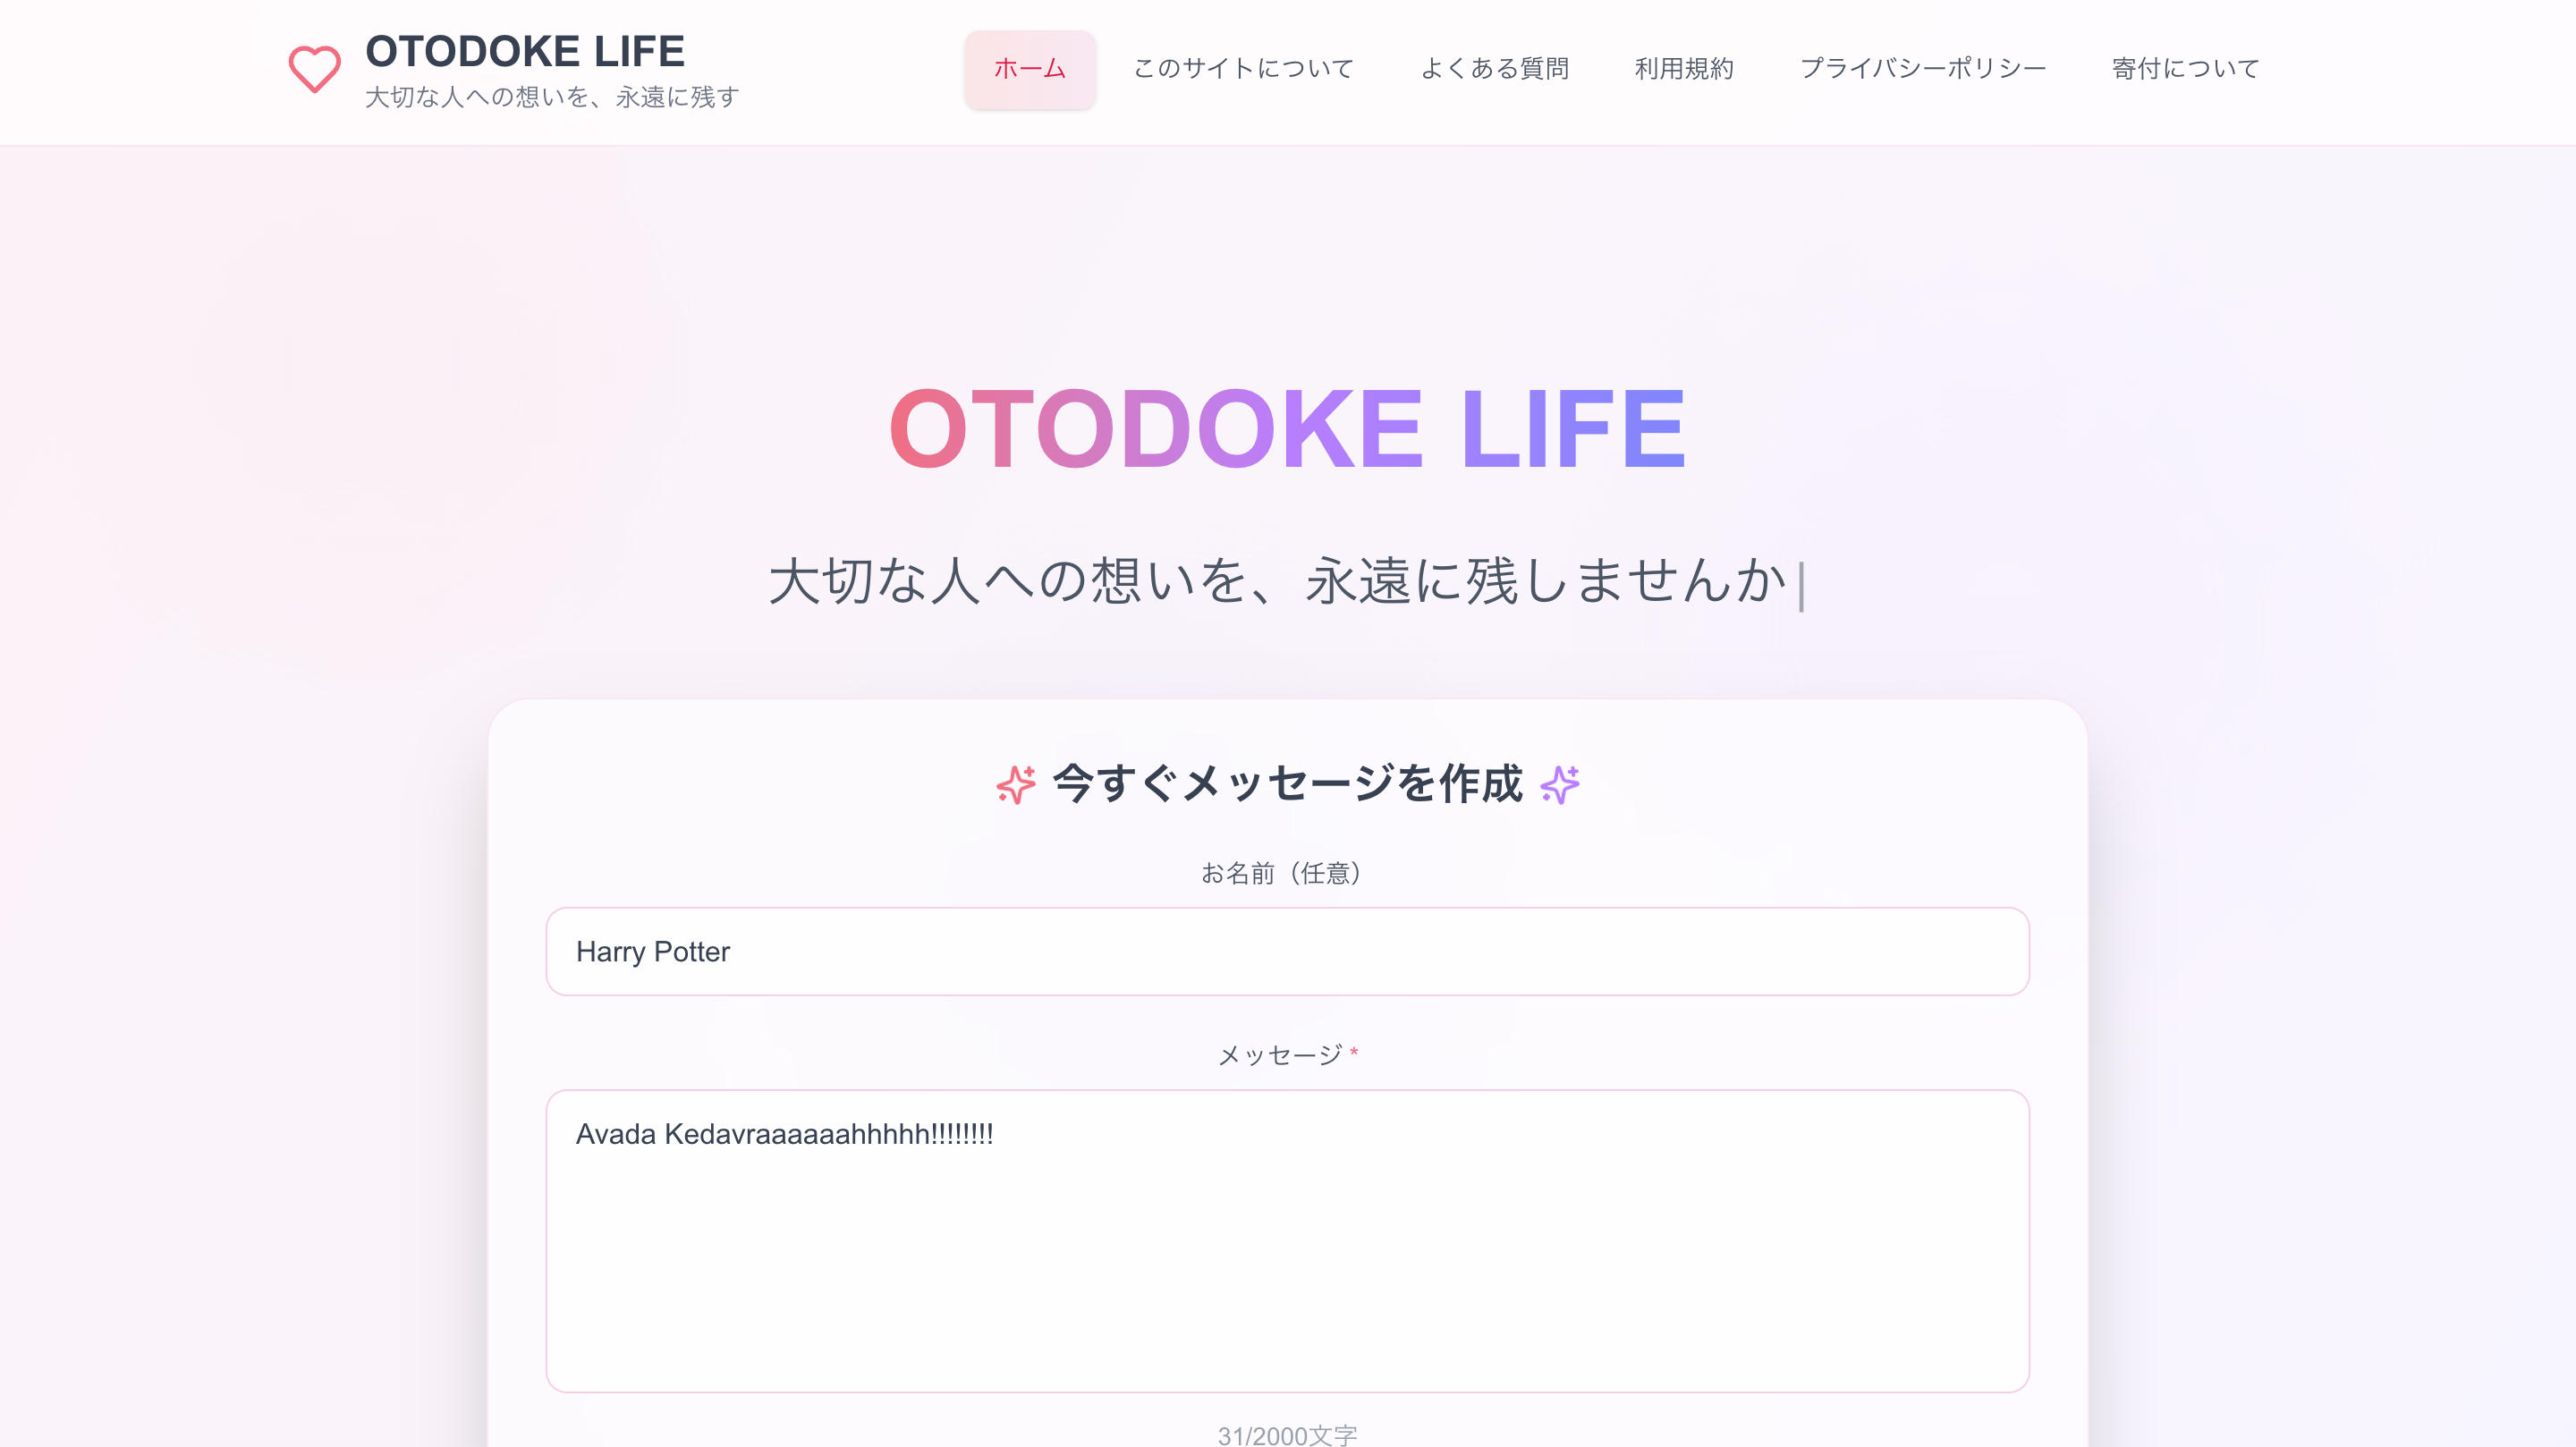 OTODOKE LIFE
大切な人への想いを、永遠に残す
ホーム
このサイトについて
よくある質問
利用規約
プライバシーポリシー
寄付について
OTODOKE LIFE
大切な人への想いを、永遠に残しませんか|
今すぐメッセージを作成
お名前（任意）
Harry Potter
メッセージ *
Avada Kedavraaaaaahhhhh!!!!!!!!
31/2000文字